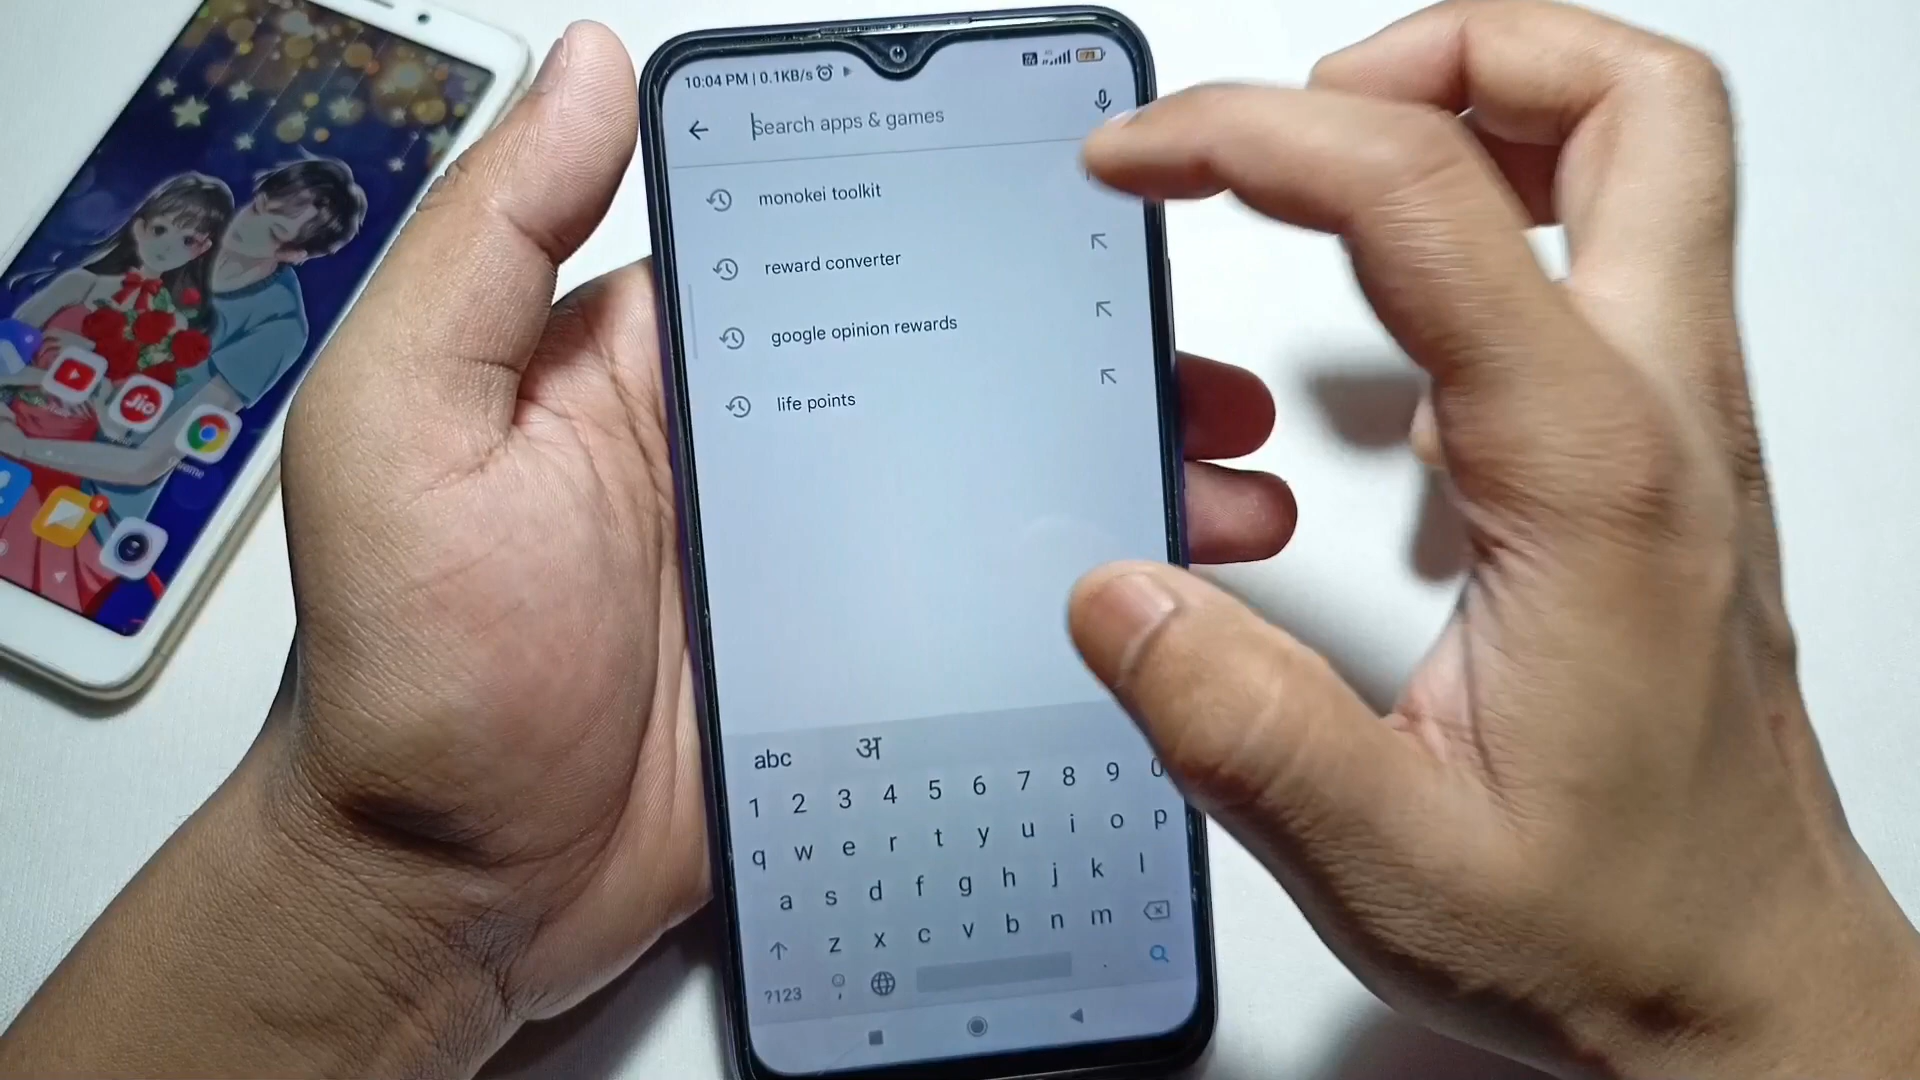 10:04 PM | 0.1KB/s
Search apps & games
monokei toolkit
reward converter
google opinion rewards
life points
abc अ
1 2 3 4 5 6 7 8 9 0
q w e r t y u i o p
a s d f g h j k l
z x c v b n m
?123 , .
Jio